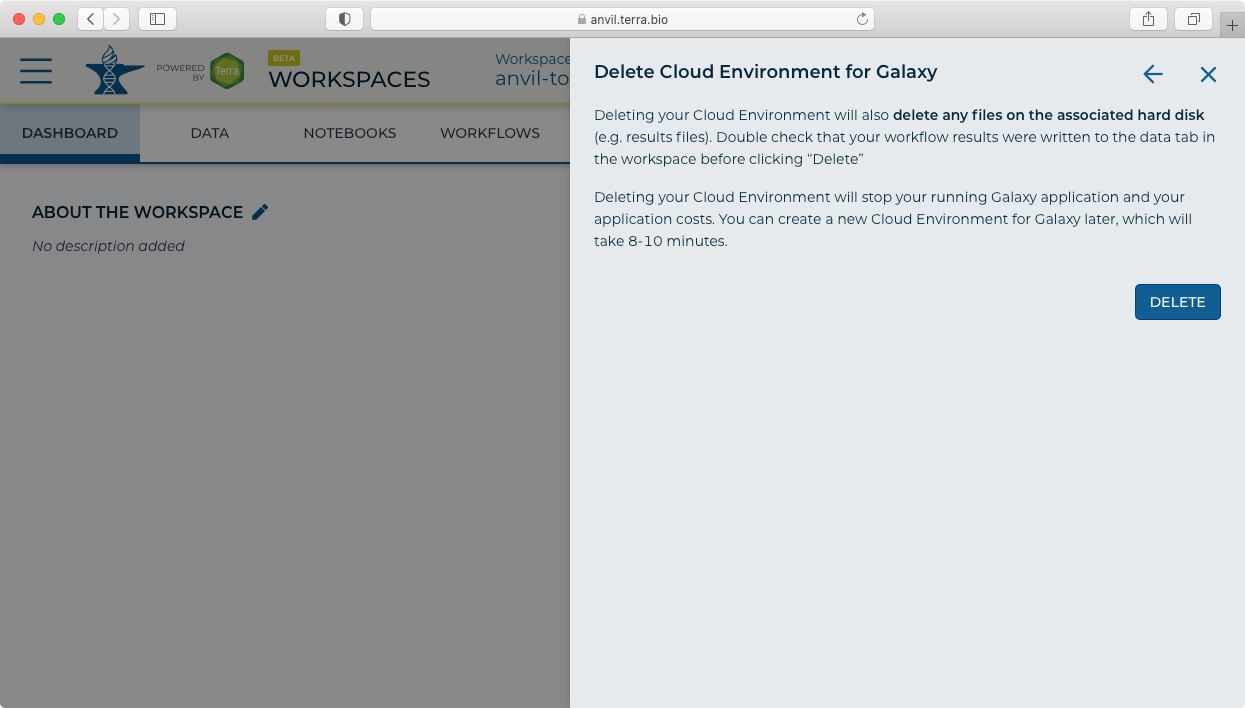 anvil.terra.bio
POWERED
BY
Terra
BETA
WORKSPACES
Workspace
anvil-to
DASHBOARD
DATA
NOTEBOOKS
WORKFLOWS
ABOUT THE WORKSPACE
No description added
Delete Cloud Environment for Galaxy
Deleting your Cloud Environment will also delete any files on the associated hard disk
(e.g. results files). Double check that your workflow results were written to the data tab in
the workspace before clicking “Delete”
Deleting your Cloud Environment will stop your running Galaxy application and your
application costs. You can create a new Cloud Environment for Galaxy later, which will
take 8-10 minutes.
DELETE